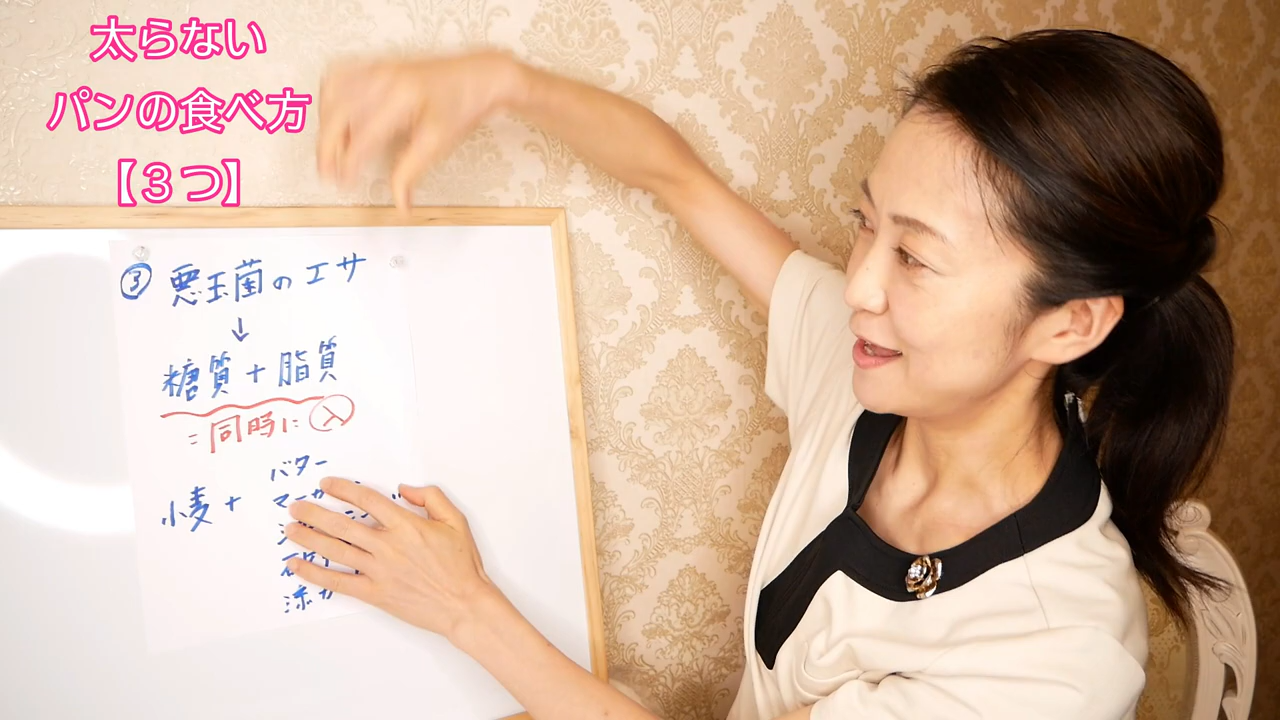 太らない
パンの食べ方
【3つ】
③ 悪玉菌のエサ
↓
糖質+脂質
=同時に㋑
小麦+
バター